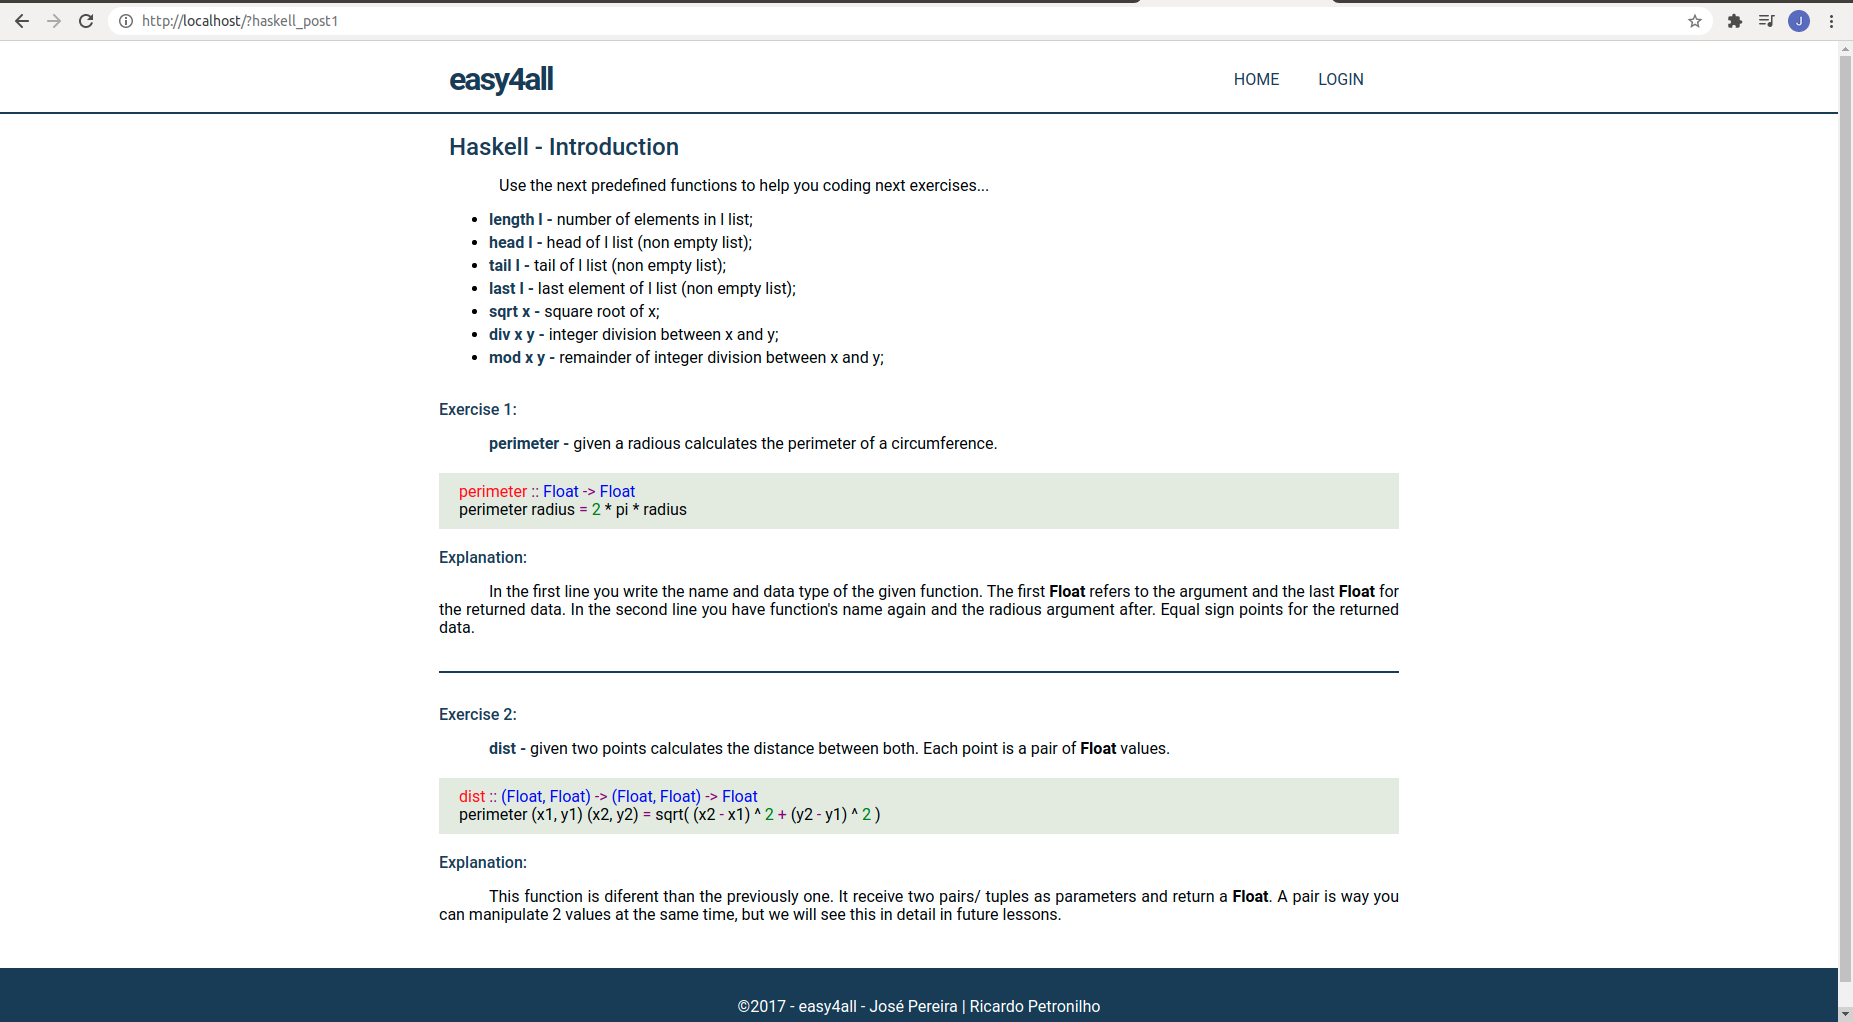 http://localhost/?haskell_post1
J
easy4all
HOME
LOGIN
Haskell - Introduction
Use the next predefined functions to help you coding next exercises...
length l - number of elements in l list;
head l - head of l list (non empty list);
tail l - tail of l list (non empty list);
last l - last element of l list (non empty list);
sqrt x - square root of x;
div x y - integer division between x and y;
mod x y - remainder of integer division between x and y;
Exercise 1:
perimeter - given a radious calculates the perimeter of a circumference.
perimeter :: Float -> Float
perimeter radius = 2 * pi * radius
Explanation:
In the first line you write the name and data type of the given function. The first Float refers to the argument and the last Float for
the returned data. In the second line you have function's name again and the radious argument after. Equal sign points for the returned
data.
Exercise 2:
dist - given two points calculates the distance between both. Each point is a pair of Float values.
dist :: (Float, Float) -> (Float, Float) -> Float
perimeter (x1, y1) (x2, y2) = sqrt( (x2 - x1) ^ 2 + (y2 - y1) ^ 2 )
Explanation:
This function is diferent than the previously one. It receive two pairs/ tuples as parameters and return a Float. A pair is way you
can manipulate 2 values at the same time, but we will see this in detail in future lessons.
©2017 - easy4all - José Pereira | Ricardo Petronilho